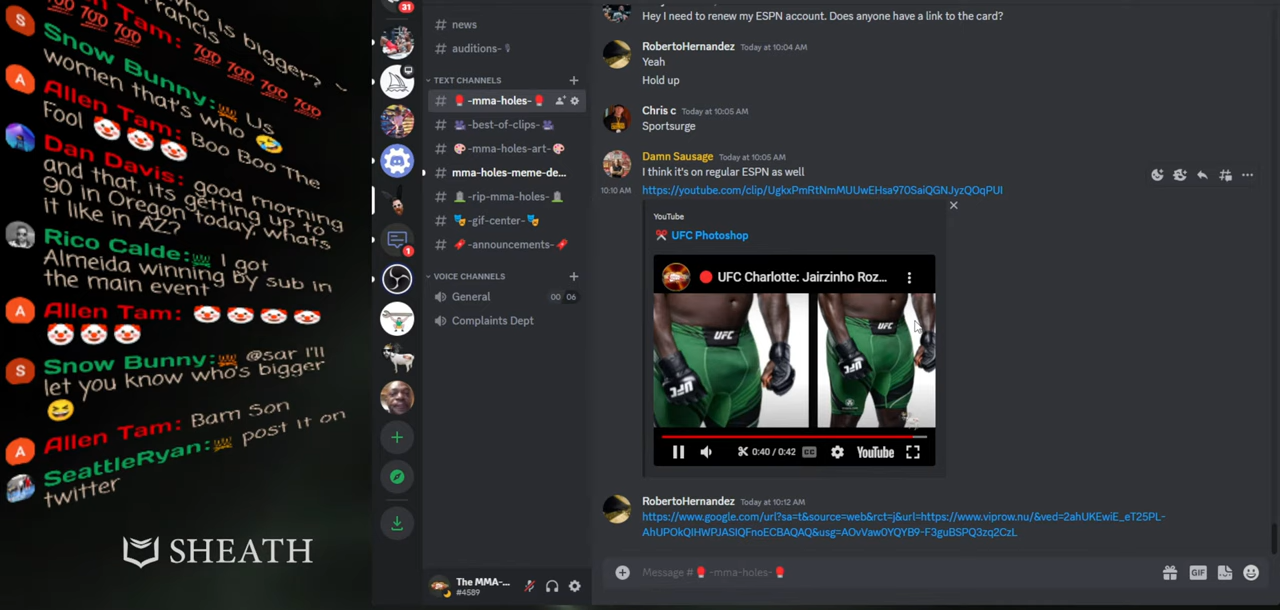 who is bigger?
Francis
Tam: 💯 💯 💯 💯
💯 💯 💯
Snow Bunny: Us
women that's who 🤣
Allen Tam: Boo Boo The
Fool 🤡 🤡 🤡
Dan Davis: good morning
and that, its getting up to
90 in Oregon today, whats
it like in AZ?
Rico Calde: I got
Almeida winning by sub in
the main event
Allen Tam: 🤡 🤡 🤡 🤡
🤡 🤡 🤡
Snow Bunny: @sar I'll
let you know who's bigger
😆
Allen Tam: Bam Son
SeattleRyan: post it on
twitter
SHEATH
31
1
# news
# auditions-
TEXT CHANNELS
# 🥊-mma-holes-🥊
# -best-of-clips-
# 🎨-mma-holes-art-🎨
mma-holes-meme-de...
# 🪦-rip-mma-holes-🪦
# 🎭-gif-center-🎭
# 🧨-announcements-🧨
VOICE CHANNELS
General 00 06
Complaints Dept
The MMA-...
#4589
Hey I need to renew my ESPN account. Does anyone have a link to the card?
RobertoHernandez Today at 10:04 AM
Yeah
Hold up
Chris c Today at 10:05 AM
Sportsurge
Damn Sausage Today at 10:05 AM
I think it's on regular ESPN as well
10:10 AM https://youtube.com/clip/UgkxPmRtNmMUUwEHsa970SaiQGNJyzQOqPUI
YouTube
✂️ UFC Photoshop
🔴 UFC Charlotte: Jairzinho Roz...
UFC
UFC
UFC
UFC
0:40 / 0:42 CC YouTube
RobertoHernandez Today at 10:12 AM
https://www.google.com/url?sa=t&source=web&rct=j&url=https://www.viprow.nu/&ved=2ahUKEwiE_eT25PL-
AhUPOkQIHWPJASIQFnoECBAQAQ&usg=AOvVaw0YQYB9-F3guBSPQ3zq2CzL
Message #🥊-mma-holes-🥊
GIF